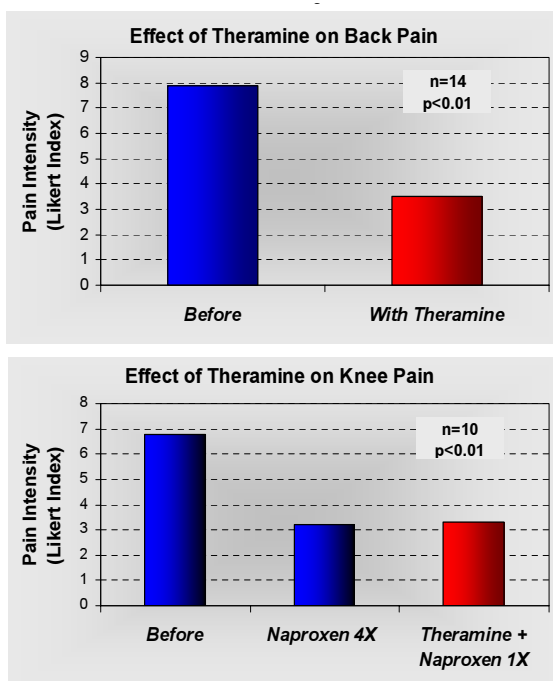 Effect of Theramine on Back Pain
9
8
7
6
5
4
3
2
1
0
Pain Intensity
(Likert Index)
n=14
p<0.01
Before
With Theramine
Effect of Theramine on Knee Pain
8
7
6
5
4
3
2
1
0
Pain Intensity
(Likert Index)
n=10
p<0.01
Before
Naproxen 4X
Theramine +
Naproxen 1X